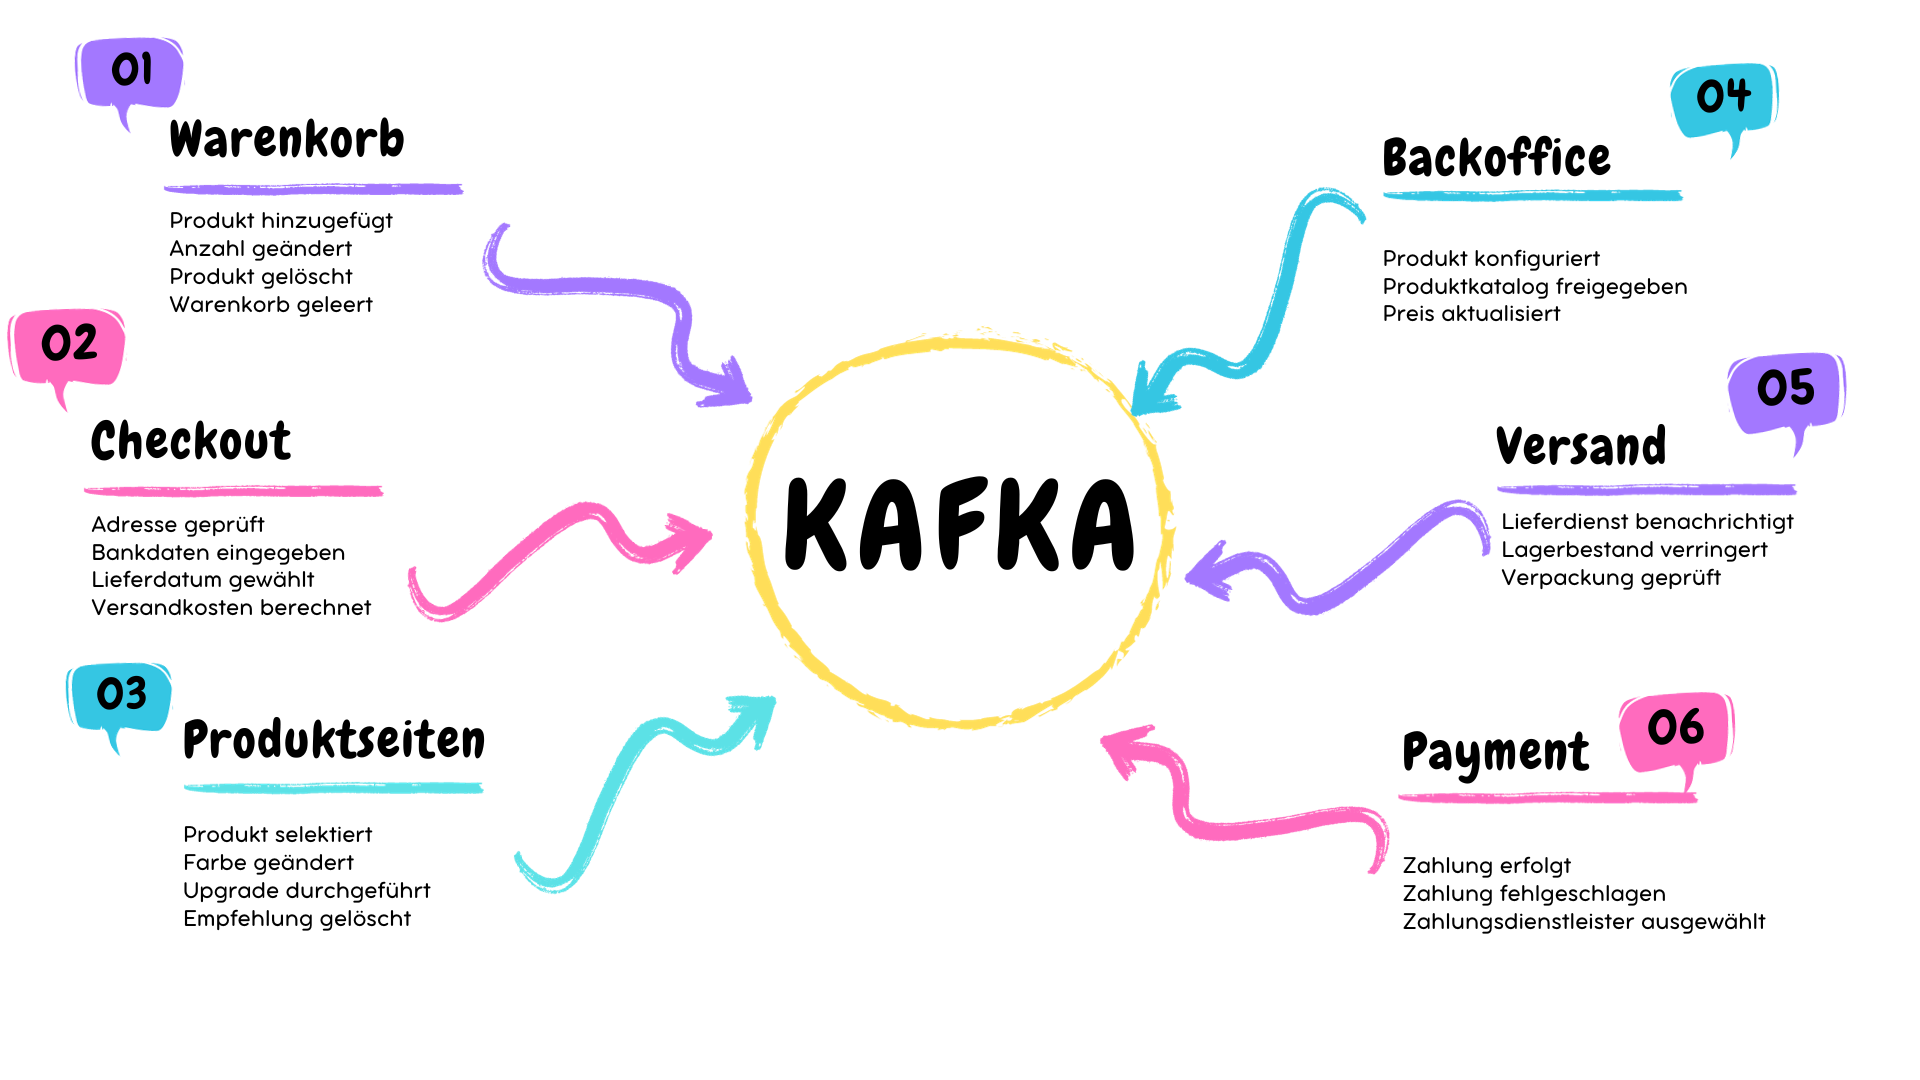 01
Warenkorb
Produkt hinzugefügt
Anzahl geändert
Produkt gelöscht
Warenkorb geleert
02
Checkout
Adresse geprüft
Bankdaten eingegeben
Lieferdatum gewählt
Versandkosten berechnet
03
Produktseiten
Produkt selektiert
Farbe geändert
Upgrade durchgeführt
Empfehlung gelöscht
KAFKA
04
Backoffice
Produkt konfiguriert
Produktkatalog freigegeben
Preis aktualisiert
05
Versand
Lieferdienst benachrichtigt
Lagerbestand verringert
Verpackung geprüft
06
Payment
Zahlung erfolgt
Zahlung fehlgeschlagen
Zahlungsdienstleister ausgewählt